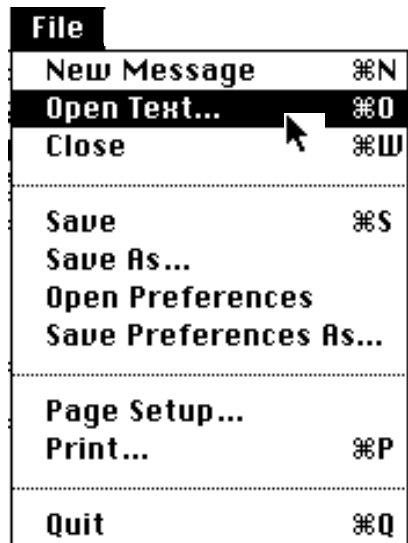 File
New Message ⌘N
Open Text... ⌘O
Close ⌘W
Save ⌘S
Save As...
Open Preferences
Save Preferences As...
Page Setup...
Print... ⌘P
Quit ⌘Q